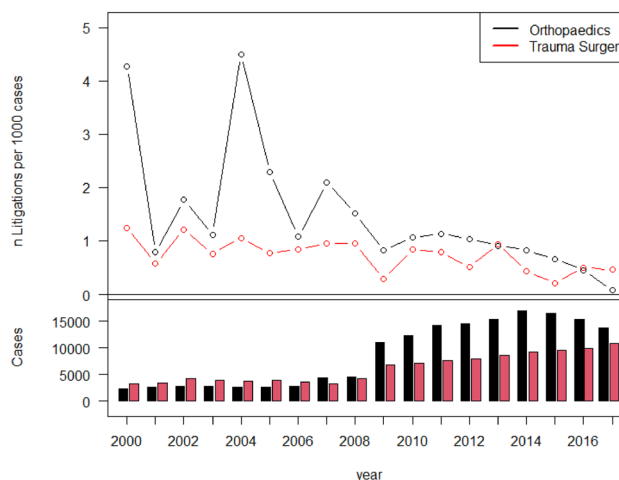 n Litigations per 1000 cases
5
4
3
2
1
0
Orthopaedics
Trauma Surger
Cases
15000
10000
5000
0
2000 2002 2004 2006 2008 2010 2012 2014 2016
year